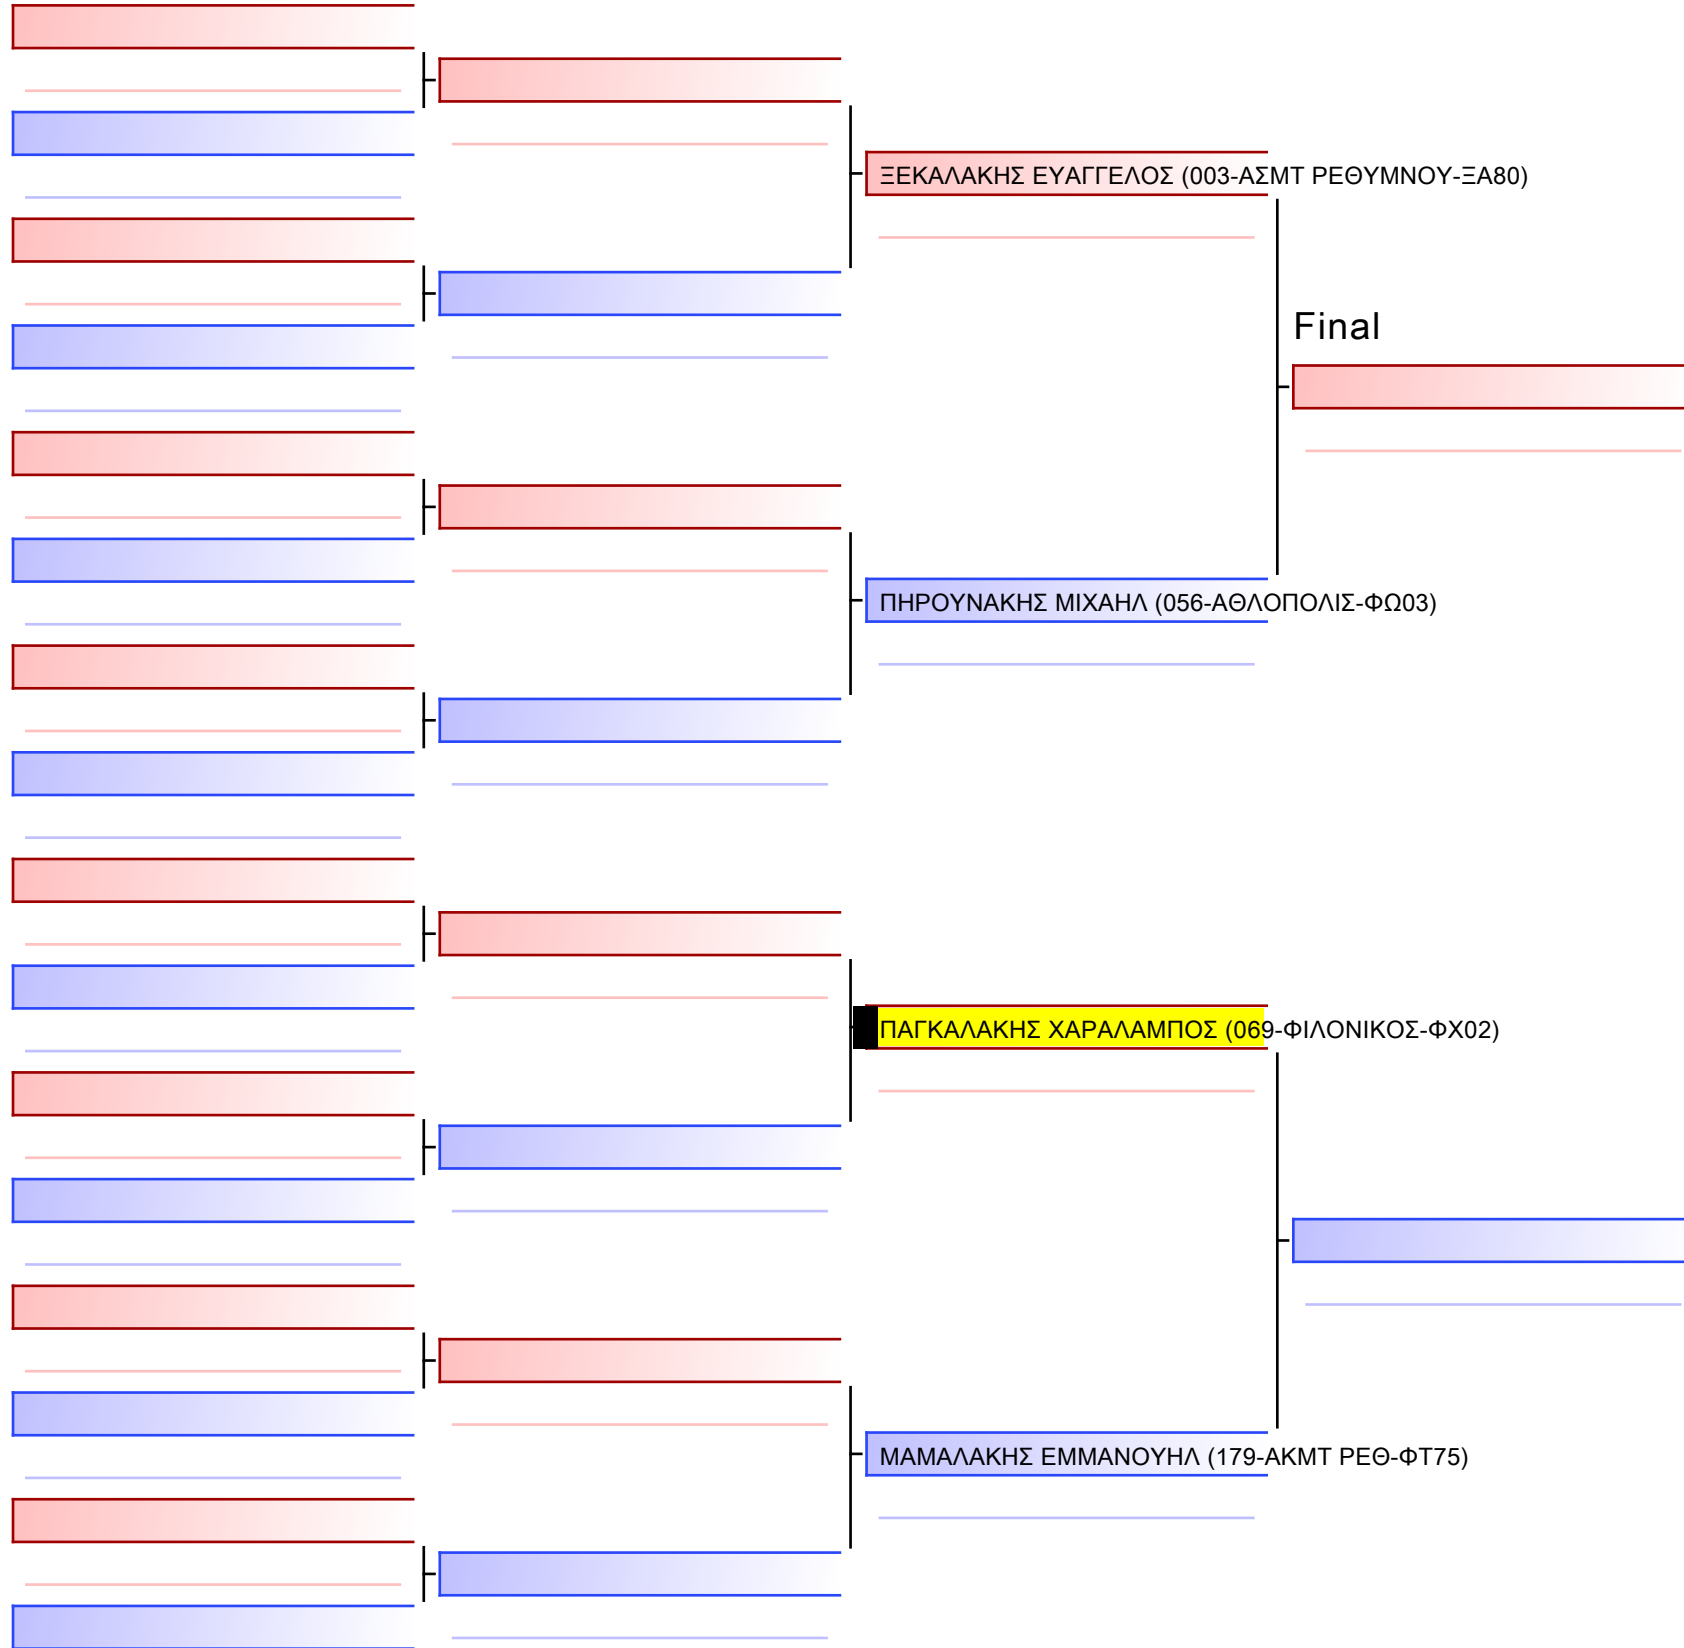 ΞΕΚΑΛΑΚΗΣ ΕΥΑΓΓΕΛΟΣ (003-ΑΣΜΤ ΡΕΘΥΜΝΟΥ-ΞΑ80)
Final
ΠΗΡΟΥΝΑΚΗΣ ΜΙΧΑΗΛ (056-ΑΘΛΟΠΟΛΙΣ-ΦΩ03)
ΠΑΓΚΑΛΑΚΗΣ ΧΑΡΑΛΑΜΠΟΣ (069-ΦΙΛΟΝΙΚΟΣ-ΦΧ02)
ΜΑΜΑΛΑΚΗΣ ΕΜΜΑΝΟΥΗΛ (179-ΑΚΜΤ ΡΕΘ-ΦΤ75)